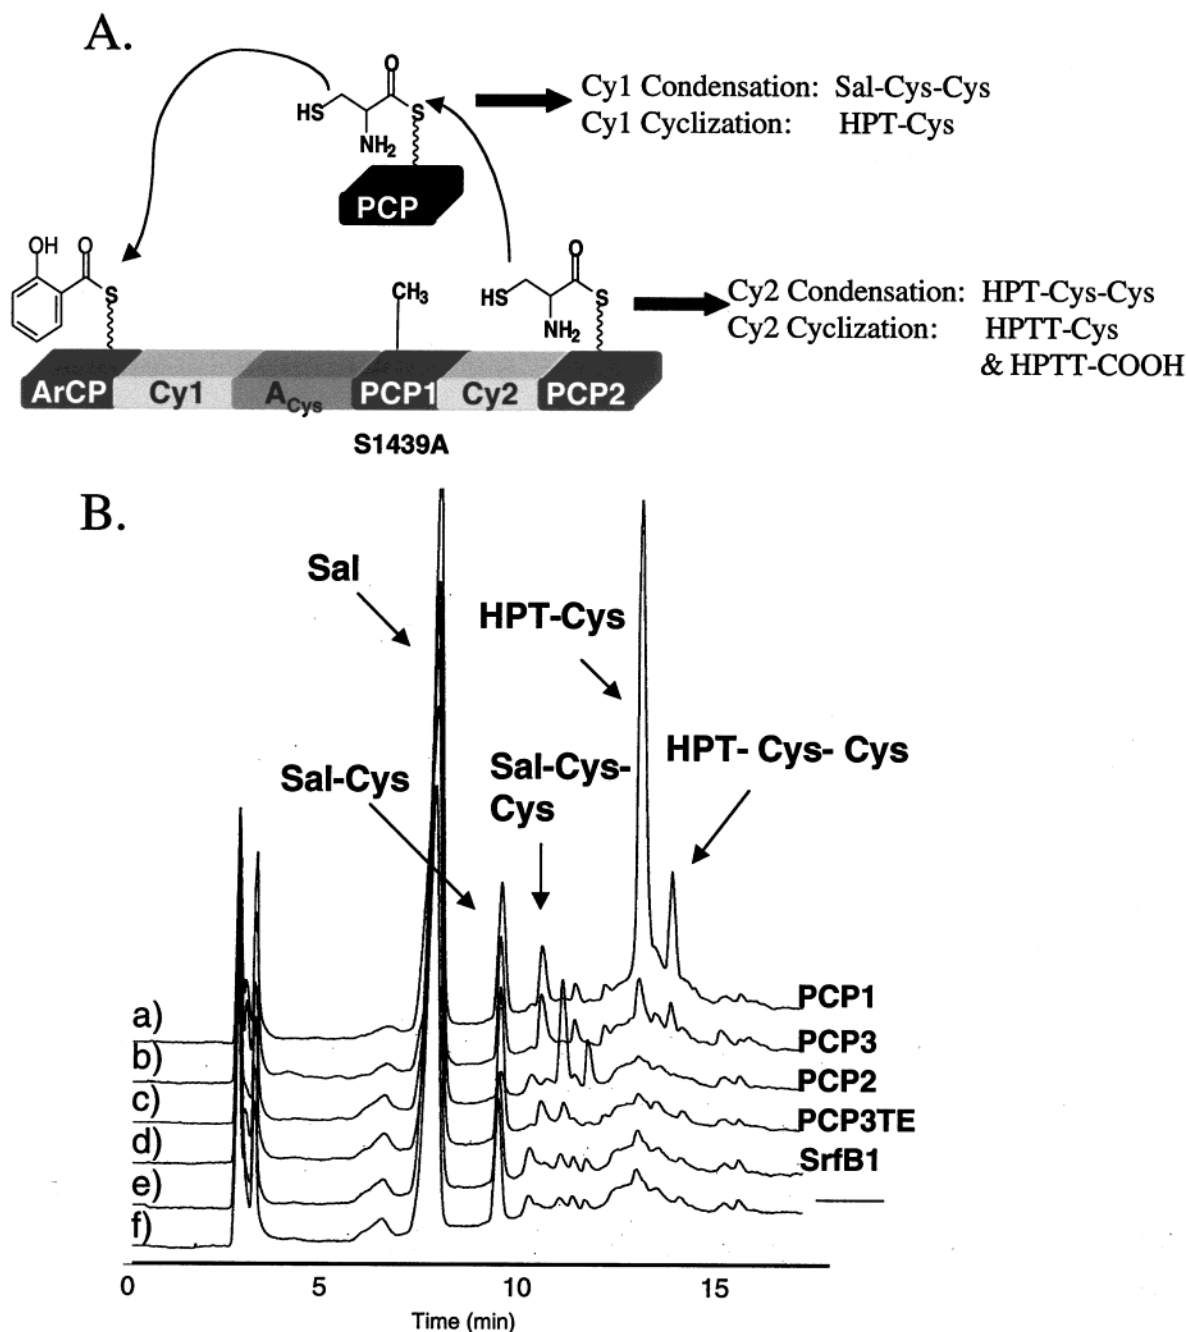 A.
O
HS
S
NH2
PCP
Cy1 Condensation: Sal-Cys-Cys
Cy1 Cyclization: HPT-Cys
OH O
S
CH3
O
HS
S
NH2
Cy2 Condensation: HPT-Cys-Cys
Cy2 Cyclization: HPTT-Cys
& HPTT-COOH
ArCP Cy1 ACys PCP1 Cy2 PCP2
S1439A
B.
Sal
HPT-Cys
HPT- Cys- Cys
Sal-Cys
Sal-Cys-
Cys
a) PCP1
b) PCP3
c) PCP2
d) PCP3TE
e) SrfB1
f)
0 5 10 15
Time (min)